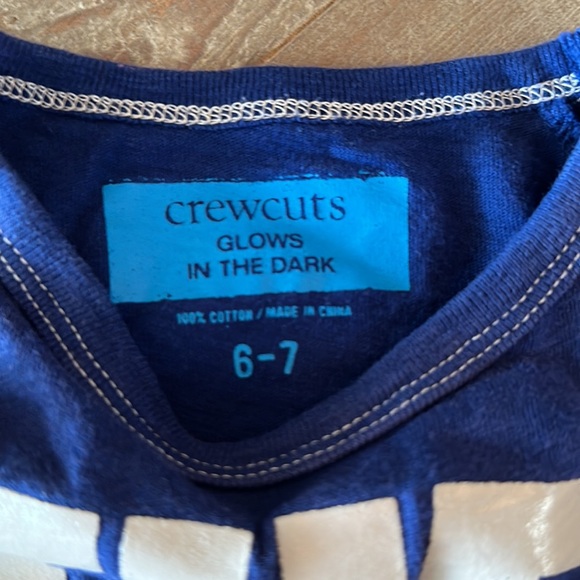 crewcuts
GLOWS
IN THE DARK
100% COTTON / MADE IN CHINA
6-7